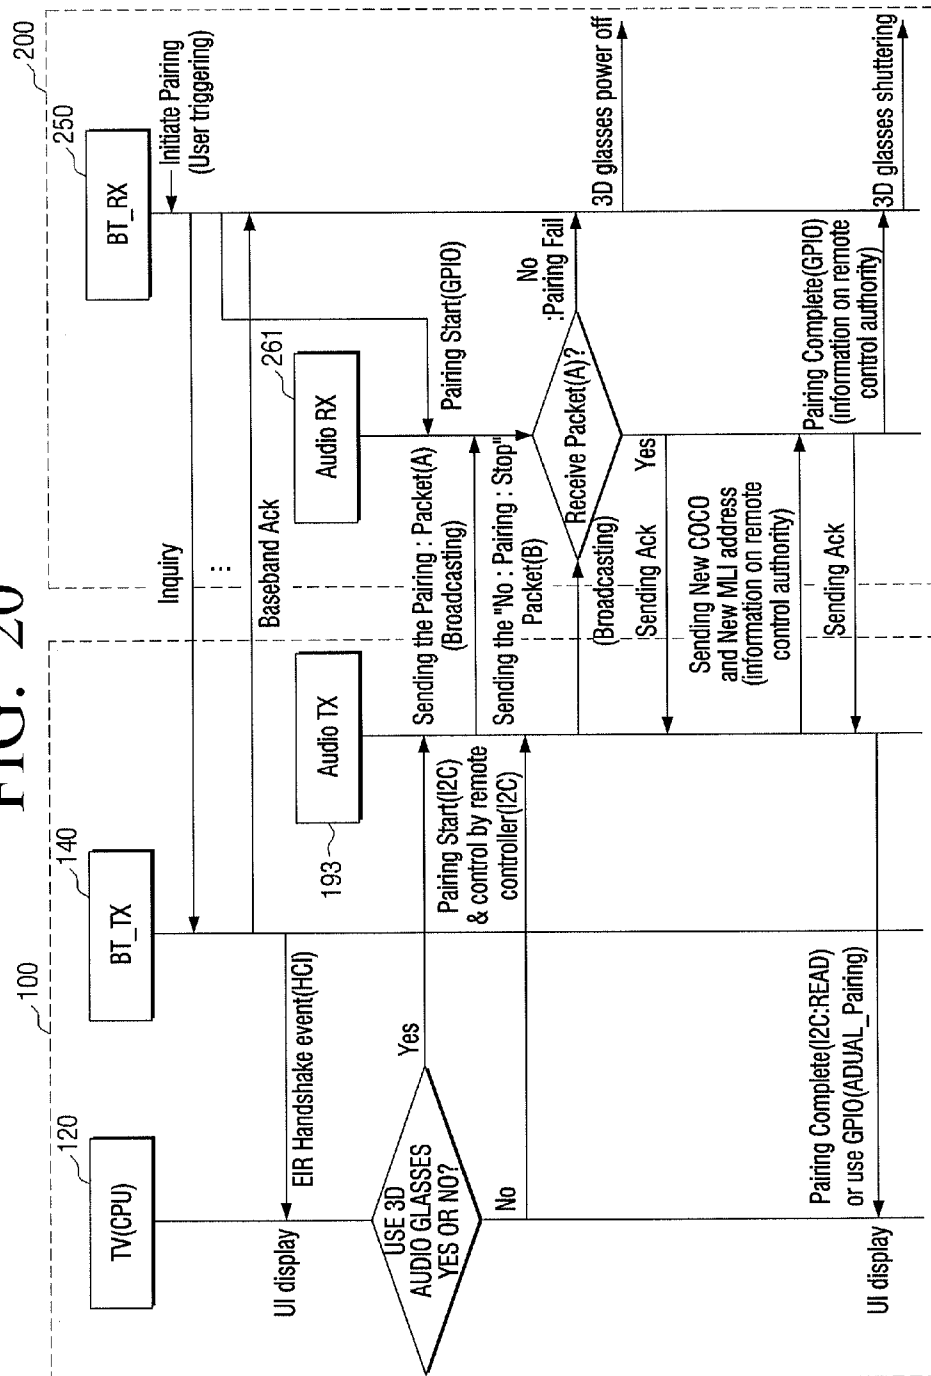 FIG. 20
100
200
120
TV(CPU)
140
BT_TX
250
BT_RX
Initiate Pairing
(User triggering)
Inquiry
...
Baseband Ack
EIR Handshake event(HCI)
UI display
193
Audio TX
261
Audio RX
Pairing Start(GPIO)
USE 3D
AUDIO GLASSES
YES OR NO?
Yes
No
Pairing Start(I2C)
& control by remote
controller(I2C)
Sending the Pairing : Packet(A)
(Broadcasting)
Sending the "No : Pairing : Stop"
Packet(B)
(Broadcasting)
Receive Packet(A)?
No
:Pairing Fail
3D glasses power off
Yes
Sending Ack
Sending New COCO
and New MLI address
(information on remote
control authority)
Sending Ack
Pairing Complete(GPIO)
(information on remote
control authority)
3D glasses shuttering
Pairing Complete(I2C:READ)
or use GPIO(ADUAL_Pairing)
UI display